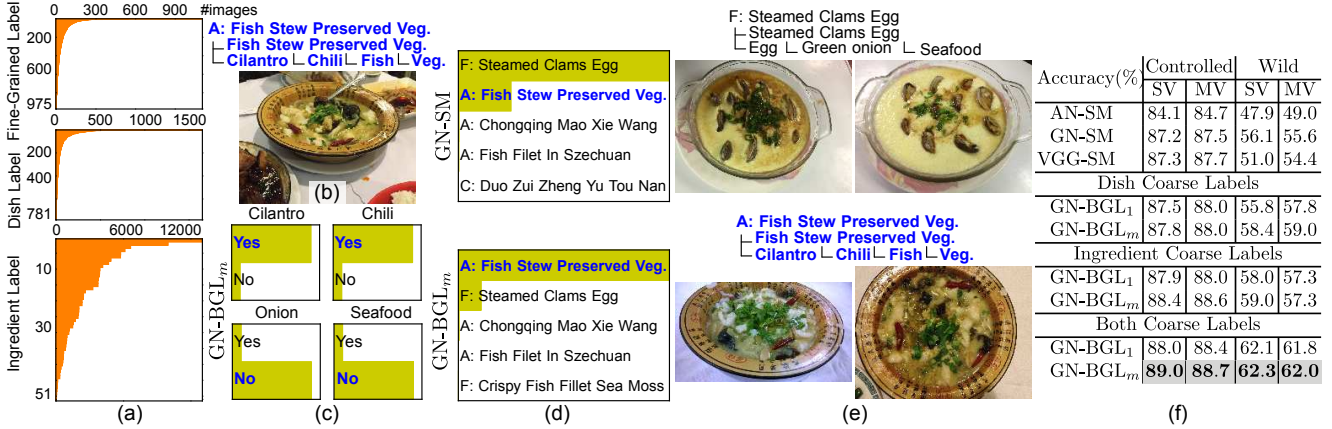 0 300 600 900 #images
Fine-Grained Label
200
600
975
0 500 1000 1500
Dish Label
200
400
781
0 6000 12000
Ingredient Label
10
30
51
(a)
A: Fish Stew Preserved Veg.
Fish Stew Preserved Veg.
Cilantro Chili Fish Veg.
(b)
GN-BGLm
Cilantro
Yes
No
Chili
Yes
No
Onion
Yes
No
Seafood
Yes
No
(c)
GN-SM
F: Steamed Clams Egg
A: Fish Stew Preserved Veg.
A: Chongqing Mao Xie Wang
A: Fish Filet In Szechuan
C: Duo Zui Zheng Yu Tou Nan
GN-BGLm
A: Fish Stew Preserved Veg.
F: Steamed Clams Egg
A: Chongqing Mao Xie Wang
A: Fish Filet In Szechuan
F: Crispy Fish Fillet Sea Moss
(d)
F: Steamed Clams Egg
Steamed Clams Egg
Egg Green onion Seafood
A: Fish Stew Preserved Veg.
Fish Stew Preserved Veg.
Cilantro Chili Fish Veg.
(e)
Accuracy(%) Controlled Wild
SV MV SV MV
AN-SM 84.1 84.7 47.9 49.0
GN-SM 87.2 87.5 56.1 55.6
VGG-SM 87.3 87.7 51.0 54.4
Dish Coarse Labels
GN-BGL1 87.5 88.0 55.8 57.8
GN-BGLm 87.8 88.0 58.4 59.0
Ingredient Coarse Labels
GN-BGL1 87.9 88.0 58.0 57.3
GN-BGLm 88.4 88.6 59.0 57.3
Both Coarse Labels
GN-BGL1 88.0 88.4 62.1 61.8
GN-BGLm 89.0 88.7 62.3 62.0
(f)